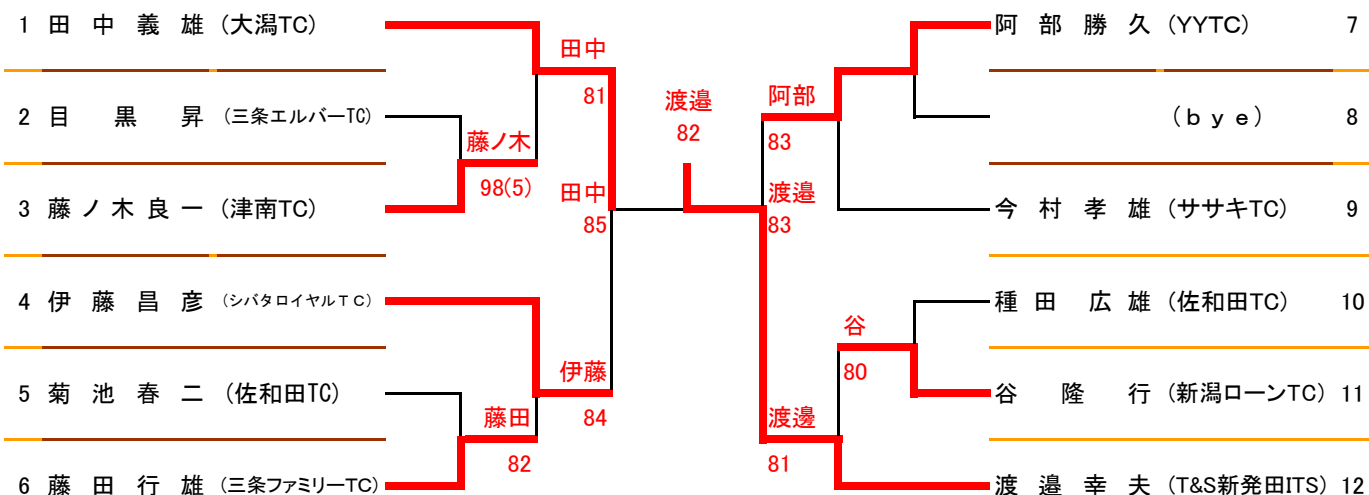 1 田中義雄 (大潟TC)
2 目黒昇 (三条エルバーTC)
3 藤ノ木良一 (津南TC)
4 伊藤昌彦 (シバタロイヤルTC)
5 菊池春二 (佐和田TC)
6 藤田行雄 (三条ファミリーTC)
藤ノ木
98(5)
藤田
82
田中
81
伊藤
84
田中
85
渡邉
82
阿部
83
渡邉
83
谷
80
渡邊
81
阿部勝久 (YYTC) 7
(bye) 8
今村孝雄 (ササキTC) 9
種田広雄 (佐和田TC) 10
谷隆行 (新潟ローンTC) 11
渡邉幸夫 (T&S新発田ITS) 12